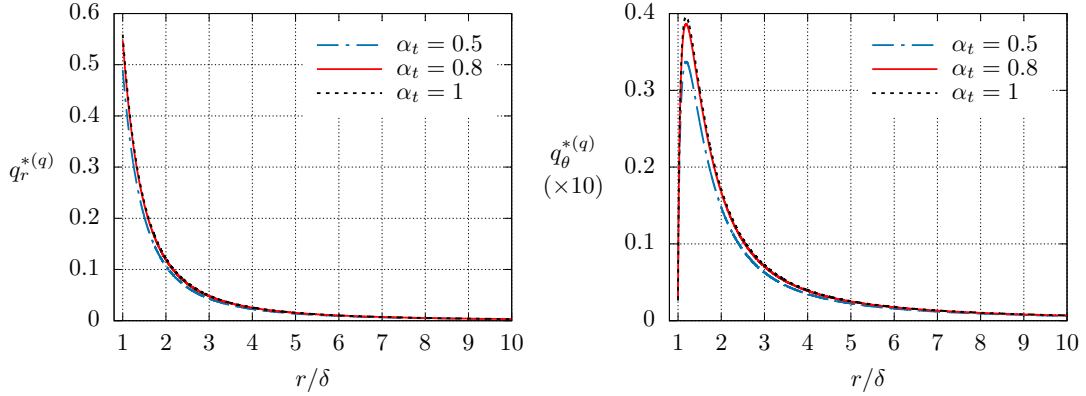 0.6
0.5
0.4
0.3
0.2
0.1
0
q_r^{*(q)}
α_t = 0.5
α_t = 0.8
α_t = 1
1 2 3 4 5 6 7 8 9 10
r/δ
0.4
0.3
0.2
0.1
0
q_θ^{*(q)}
(×10)
α_t = 0.5
α_t = 0.8
α_t = 1
1 2 3 4 5 6 7 8 9 10
r/δ